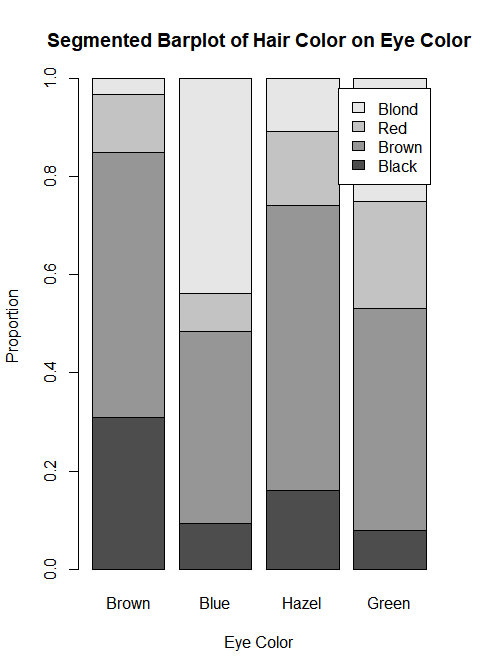 Segmented Barplot of Hair Color on Eye Color
Proportion
1.0
0.8
0.6
0.4
0.2
0.0
Blond
Red
Brown
Black
Brown Blue Hazel Green
Eye Color